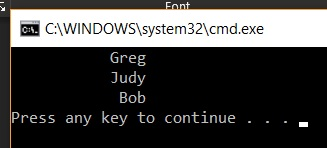 Font
C:\WINDOWS\system32\cmd.exe
Greg
Judy
Bob
Press any key to continue . . .